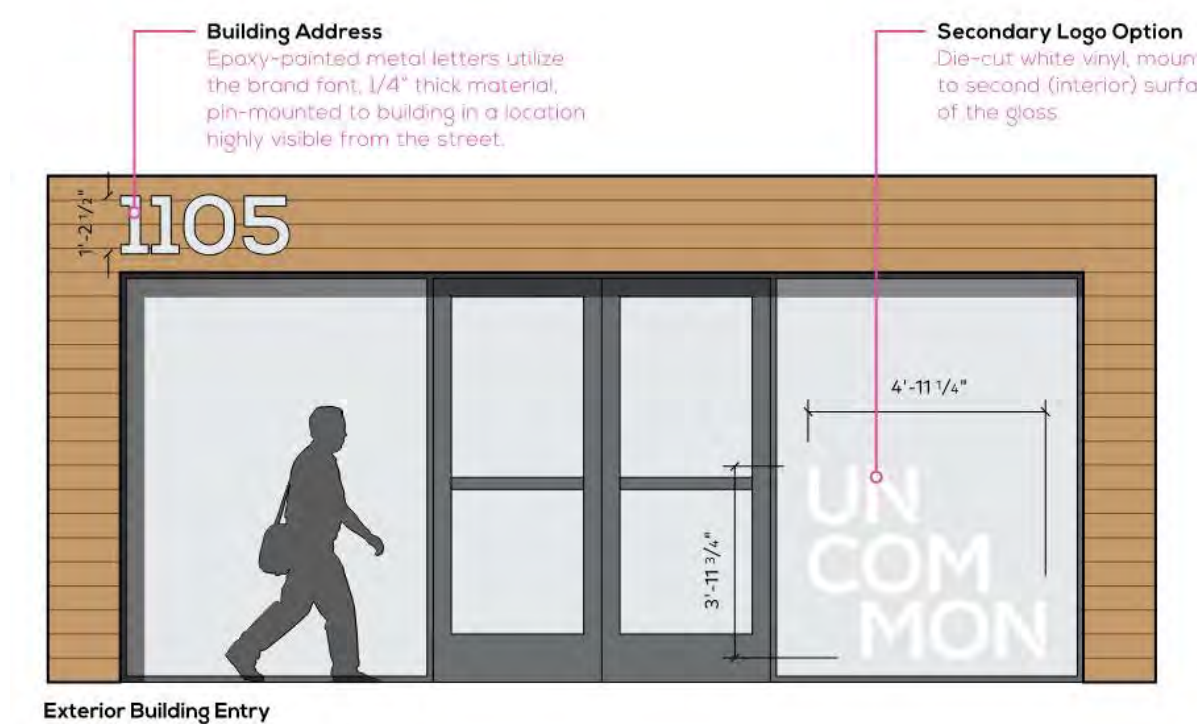 Building Address
Epoxy-painted metal letters utilize
the brand font, 1/4" thick material,
pin-mounted to building in a location
highly visible from the street.
Secondary Logo Option
Die-cut white vinyl, moun
to second (interior) surfa
of the glass.
1'-2 1/2"
1105
4'-11 1/4"
3'-11 3/4"
UN
COM
MON
Exterior Building Entry